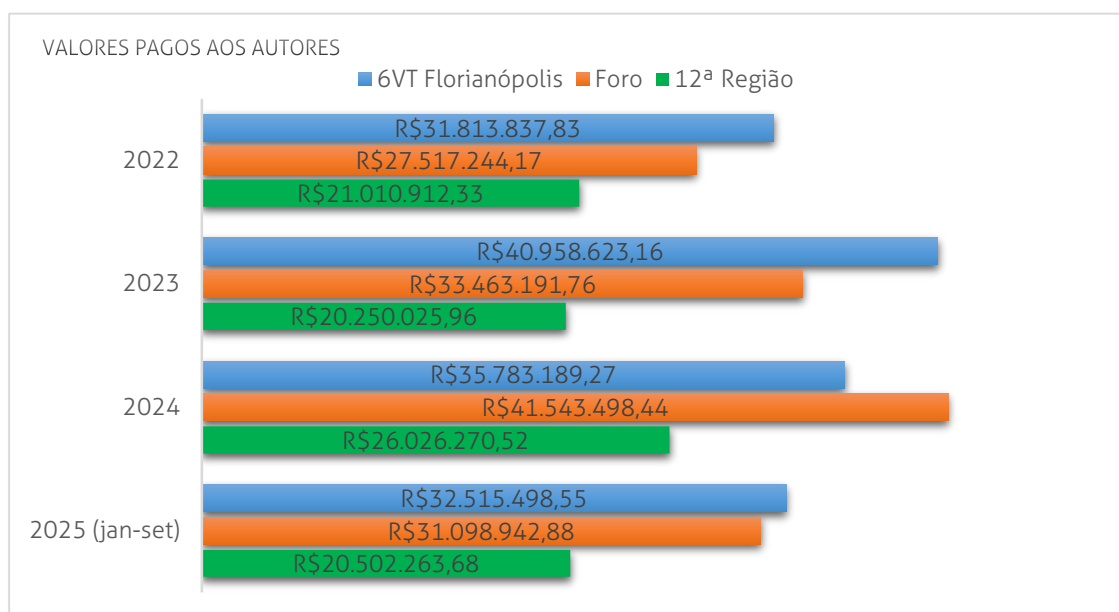 VALORES PAGOS AOS AUTORES
6VT Florianópolis Foro 12ª Região
R$31.813.837,83
2022
R$27.517.244,17
R$21.010.912,33
R$40.958.623,16
2023
R$33.463.191,76
R$20.250.025,96
R$35.783.189,27
2024
R$41.543.498,44
R$26.026.270,52
R$32.515.498,55
2025 (jan-set)
R$31.098.942,88
R$20.502.263,68